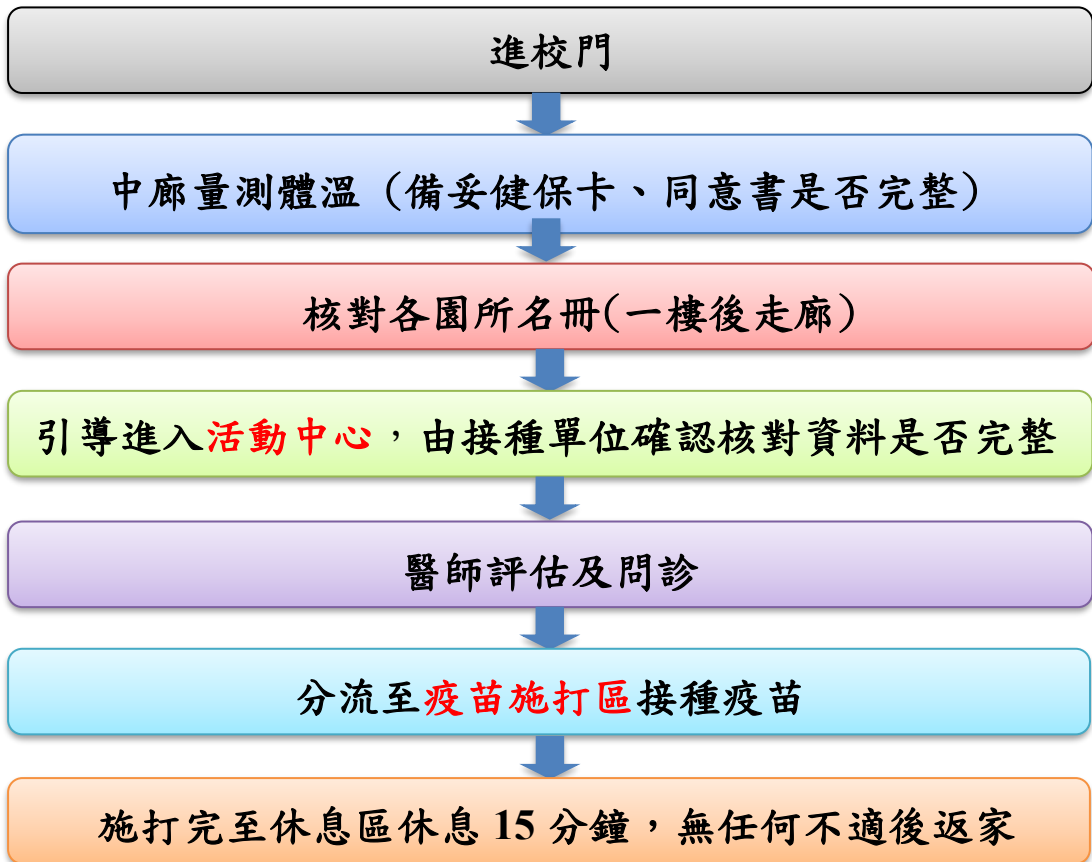 進校門
中廊量測體溫（備妥健保卡、同意書是否完整）
核對各園所名冊(一樓後走廊）
引導進入活動中心，由接種單位確認核對資料是否完整
醫師評估及問診
分流至疫苗施打區接種疫苗
施打完至休息區休息 15 分鐘，無任何不適後返家